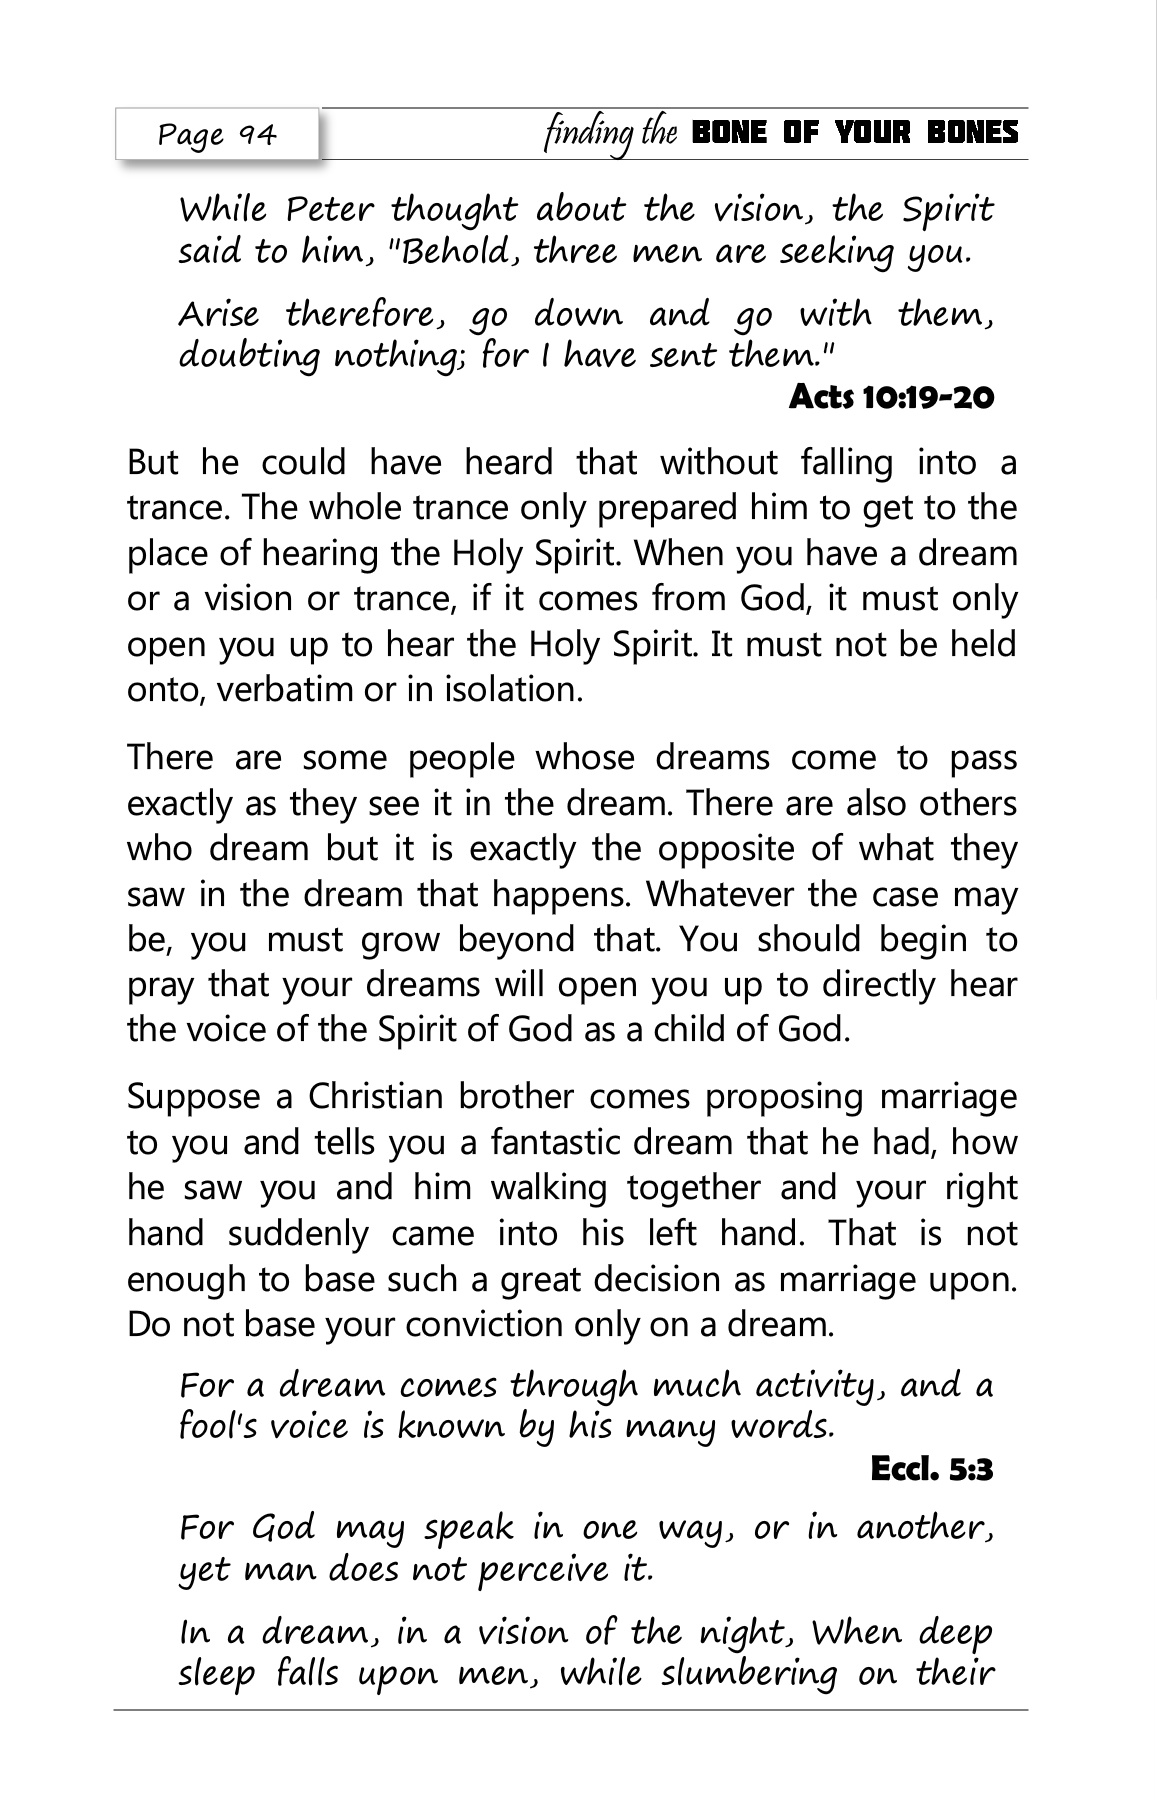 Page 94
finding the BONE OF YOUR BONES
While Peter thought about the vision, the Spirit
said to him, "Behold, three men are seeking you.
Arise therefore, go down and go with them,
doubting nothing; for I have sent them."
Acts 10:19-20
But he could have heard that without falling into a
trance. The whole trance only prepared him to get to the
place of hearing the Holy Spirit. When you have a dream
or a vision or trance, if it comes from God, it must only
open you up to hear the Holy Spirit. It must not be held
onto, verbatim or in isolation.
There are some people whose dreams come to pass
exactly as they see it in the dream. There are also others
who dream but it is exactly the opposite of what they
saw in the dream that happens. Whatever the case may
be, you must grow beyond that. You should begin to
pray that your dreams will open you up to directly hear
the voice of the Spirit of God as a child of God.
Suppose a Christian brother comes proposing marriage
to you and tells you a fantastic dream that he had, how
he saw you and him walking together and your right
hand suddenly came into his left hand. That is not
enough to base such a great decision as marriage upon.
Do not base your conviction only on a dream.
For a dream comes through much activity, and a
fool's voice is known by his many words.
Eccl. 5:3
For God may speak in one way, or in another,
yet man does not perceive it.
In a dream, in a vision of the night, When deep
sleep falls upon men, while slumbering on their